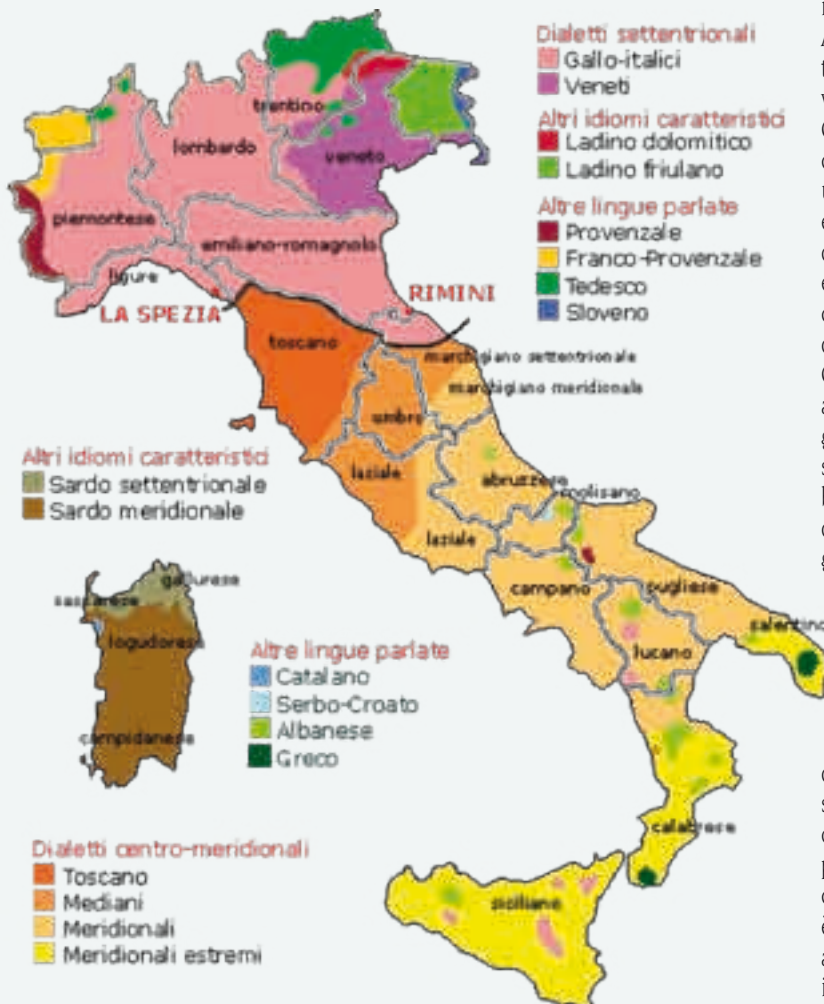 Dialetti settentrionali
Gallo-italici
Veneti
Altri idiomi caratteristici
Ladino dolomitico
Ladino friulano
Altre lingue parlate
Provenzale
Franco-Provenzale
Tedesco
Sloveno
trentino
lombardo
veneto
piemontese
emiliano-romagnolo
ligure
LA SPEZIA
RIMINI
toscano
marchigiano settentrionale
marchigiano meridionale
umbro
Altri idiomi caratteristici
Sardo settentrionale
Sardo meridionale
laziale
abruzzese
molisano
laziale
campano
pugliese
salentino
lucano
gallurese
sassarese
logudorese
campidanese
Altre lingue parlate
Catalano
Serbo-Croato
Albanese
Greco
calabrese
siciliano
Dialetti centro-meridionali
Toscano
Mediani
Meridionali
Meridionali estremi